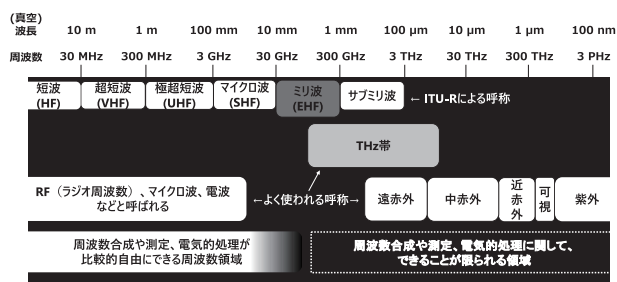 (真空)
波長 10 m 1 m 100 mm 10 mm 1 mm 100 μm 10 μm 1 μm 100 nm
周波数 30 MHz 300 MHz 3 GHz 30 GHz 300 GHz 3 THz 30 THz 300 THz 3 PHz
短波 超短波 極超短波 マイクロ波 ミリ波 サブミリ波 ← ITU-Rによる呼称
(HF) (VHF) (UHF) (SHF) (EHF)
THz帯
RF（ラジオ周波数）、マイクロ波、電波
などと呼ばれる
←よく使われる呼称→
遠赤外 中赤外
近
赤
外
可
視
紫外
周波数合成や測定、電気的処理が
比較的自由にできる周波数領域
周波数合成や測定、電気的処理に関して、
できることが限られる領域